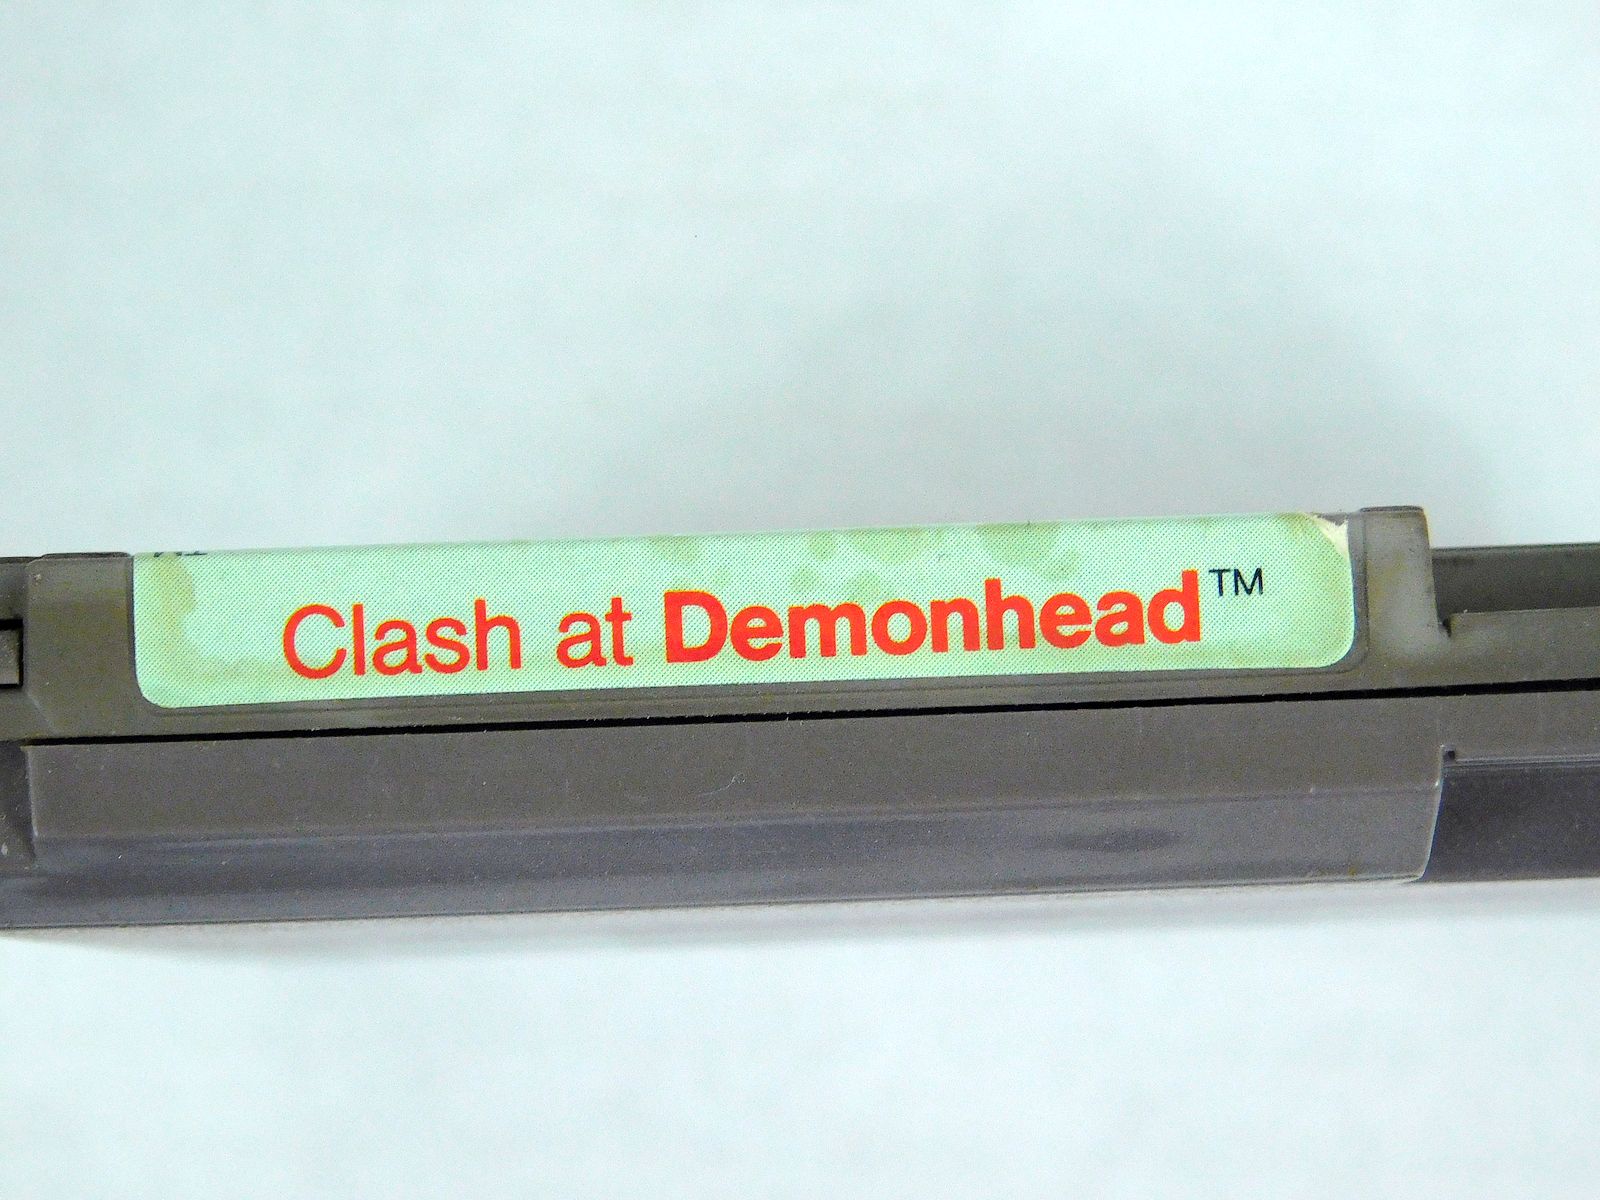 Clash at Demonhead™